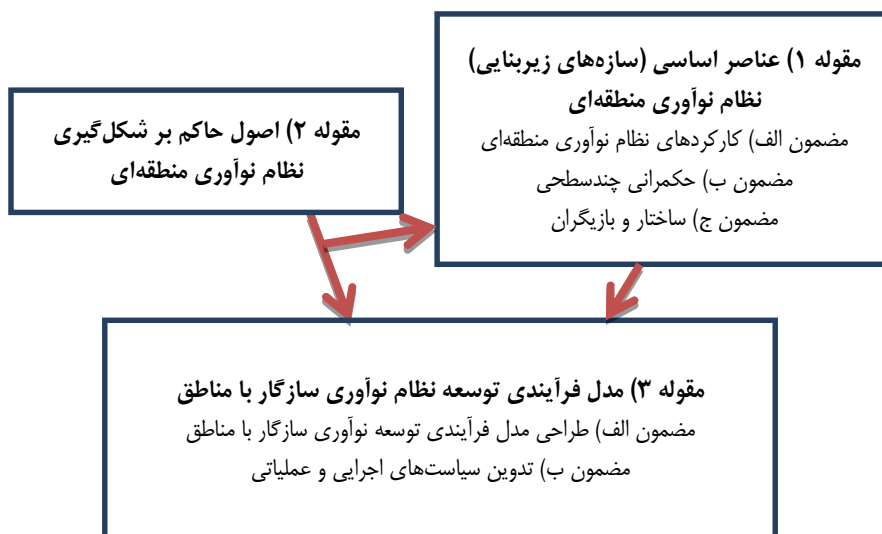 مقوله ۱) عناصر اساسی (سازه‌های زیربنایی)
نظام نوآوری منطقه‌ای
مضمون الف) کارکردهای نظام نوآوری منطقه‌ای
مضمون ب) حکمرانی چندسطحی
مضمون ج) ساختار و بازیگران
مقوله ۲) اصول حاکم بر شکل‌گیری
نظام نوآوری منطقه‌ای
مقوله ۳) مدل فرآیندی توسعه نظام نوآوری سازگار با مناطق
مضمون الف) طراحی مدل فرآیندی توسعه نوآوری سازگار با مناطق
مضمون ب) تدوین سیاست‌های اجرایی و عملیاتی